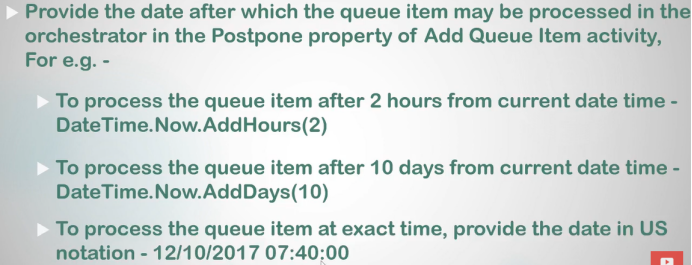 Provide the date after which the queue item may be processed in the
orchestrator in the Postpone property of Add Queue Item activity,
For e.g. -
To process the queue item after 2 hours from current date time -
DateTime.Now.AddHours(2)
To process the queue item after 10 days from current date time -
DateTime.Now.AddDays(10)
To process the queue item at exact time, provide the date in US
notation - 12/10/2017 07:40:00